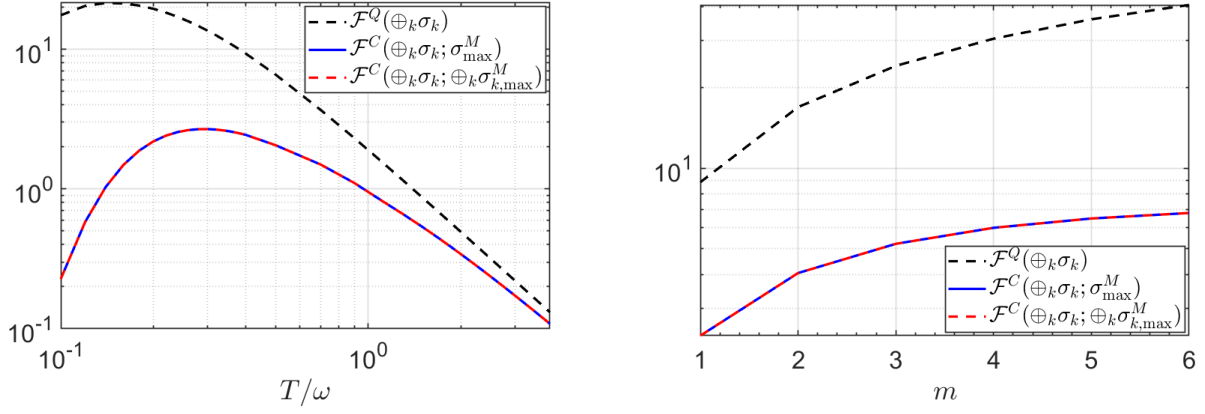 10^1
10^0
10^{-1}
10^{-1}
10^0
T/ω
F^Q(⊕_kσ_k)
F^C(⊕_kσ_k; σ^M_max)
F^C(⊕_kσ_k; ⊕_kσ^M_{k,max})
10^1
1 2 3 4 5 6
m
F^Q(⊕_kσ_k)
F^C(⊕_kσ_k; σ^M_max)
F^C(⊕_kσ_k; ⊕_kσ^M_{k,max})